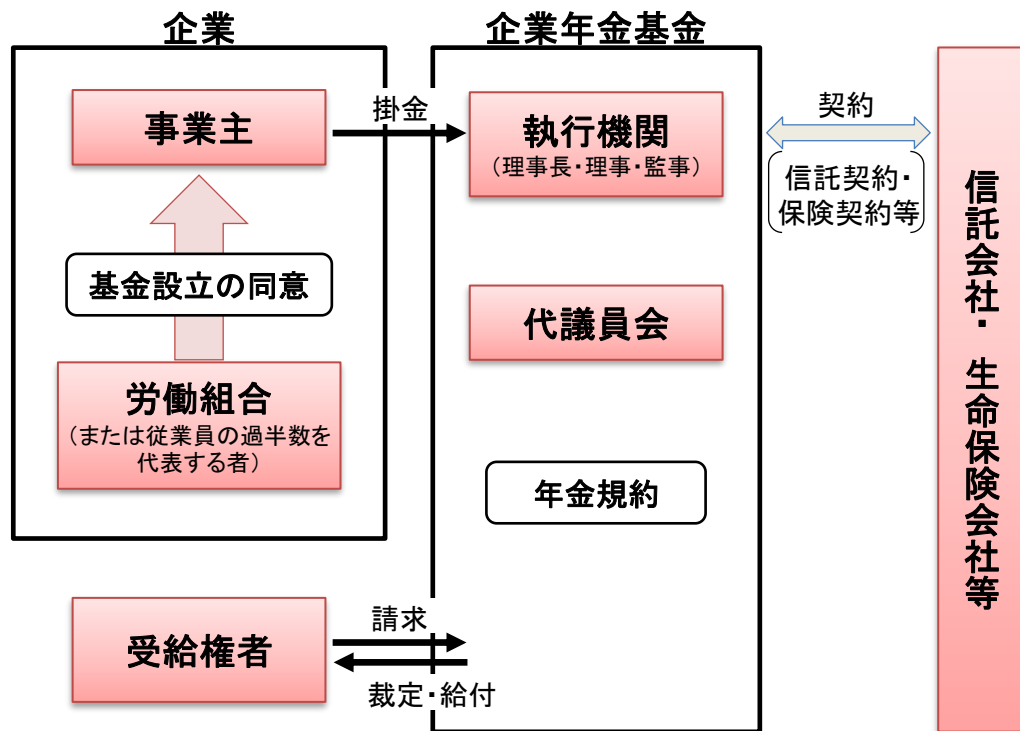 企業
事業主
基金設立の同意
労働組合
(または従業員の過半数を
代表する者)
掛金
企業年金基金
執行機関
(理事長・理事・監事)
代議員会
年金規約
契約
信託契約・
保険契約等
信託会社・生命保険会社等
受給権者
請求
裁定・給付